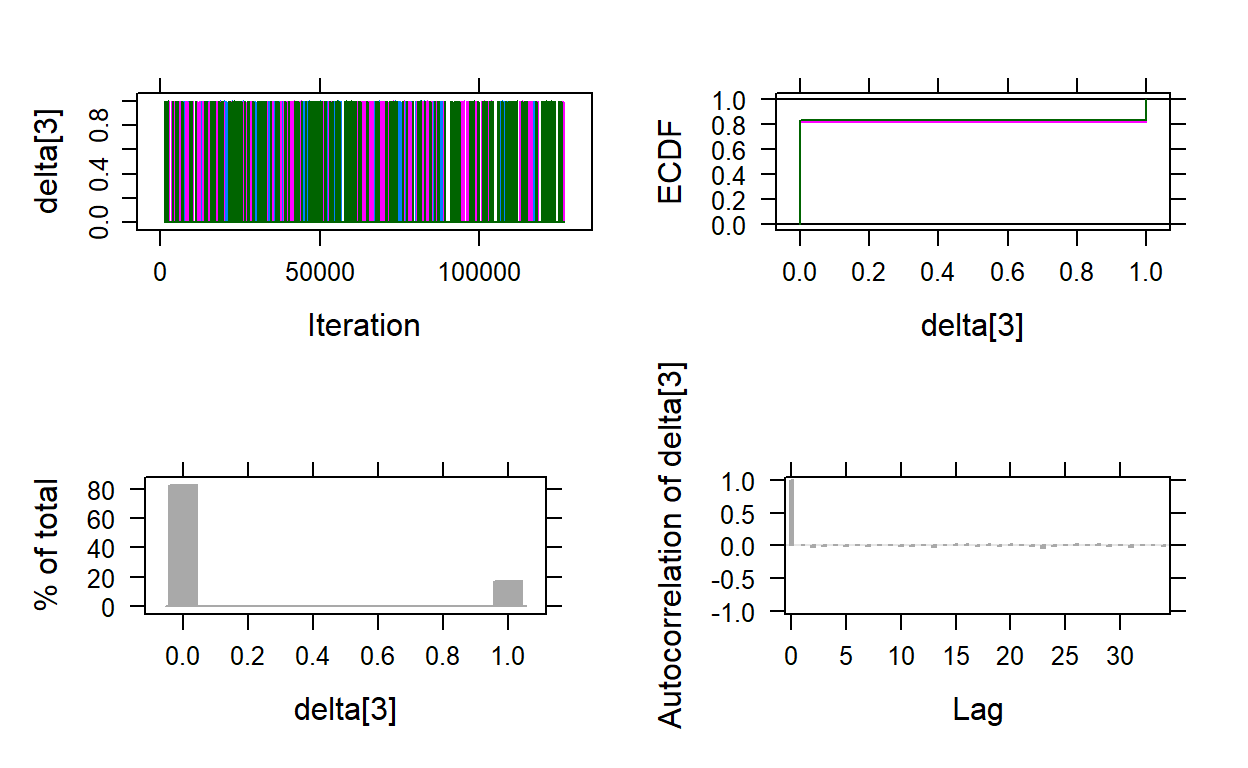 delta[3]
0.0 0.4 0.8
0 50000 100000
Iteration
ECDF
1.0
0.8
0.6
0.4
0.2
0.0
0.0 0.2 0.4 0.6 0.8 1.0
delta[3]
% of total
80
60
40
20
0
0.0 0.2 0.4 0.6 0.8 1.0
delta[3]
Autocorrelation of delta[3]
1.0
0.5
0.0
-0.5
-1.0
0 5 10 15 20 25 30
Lag